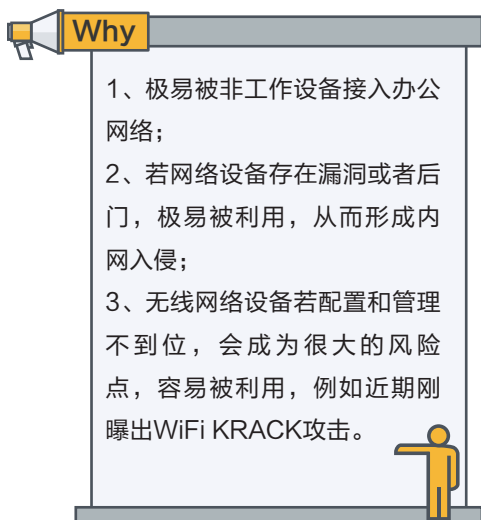 Why
1、极易被非工作设备接入办公
网络；
2、若网络设备存在漏洞或者后
门，极易被利用，从而形成内
网入侵；
3、无线网络设备若配置和管理
不到位，会成为很大的风险
点，容易被利用，例如近期刚
曝出WiFi KRACK攻击。